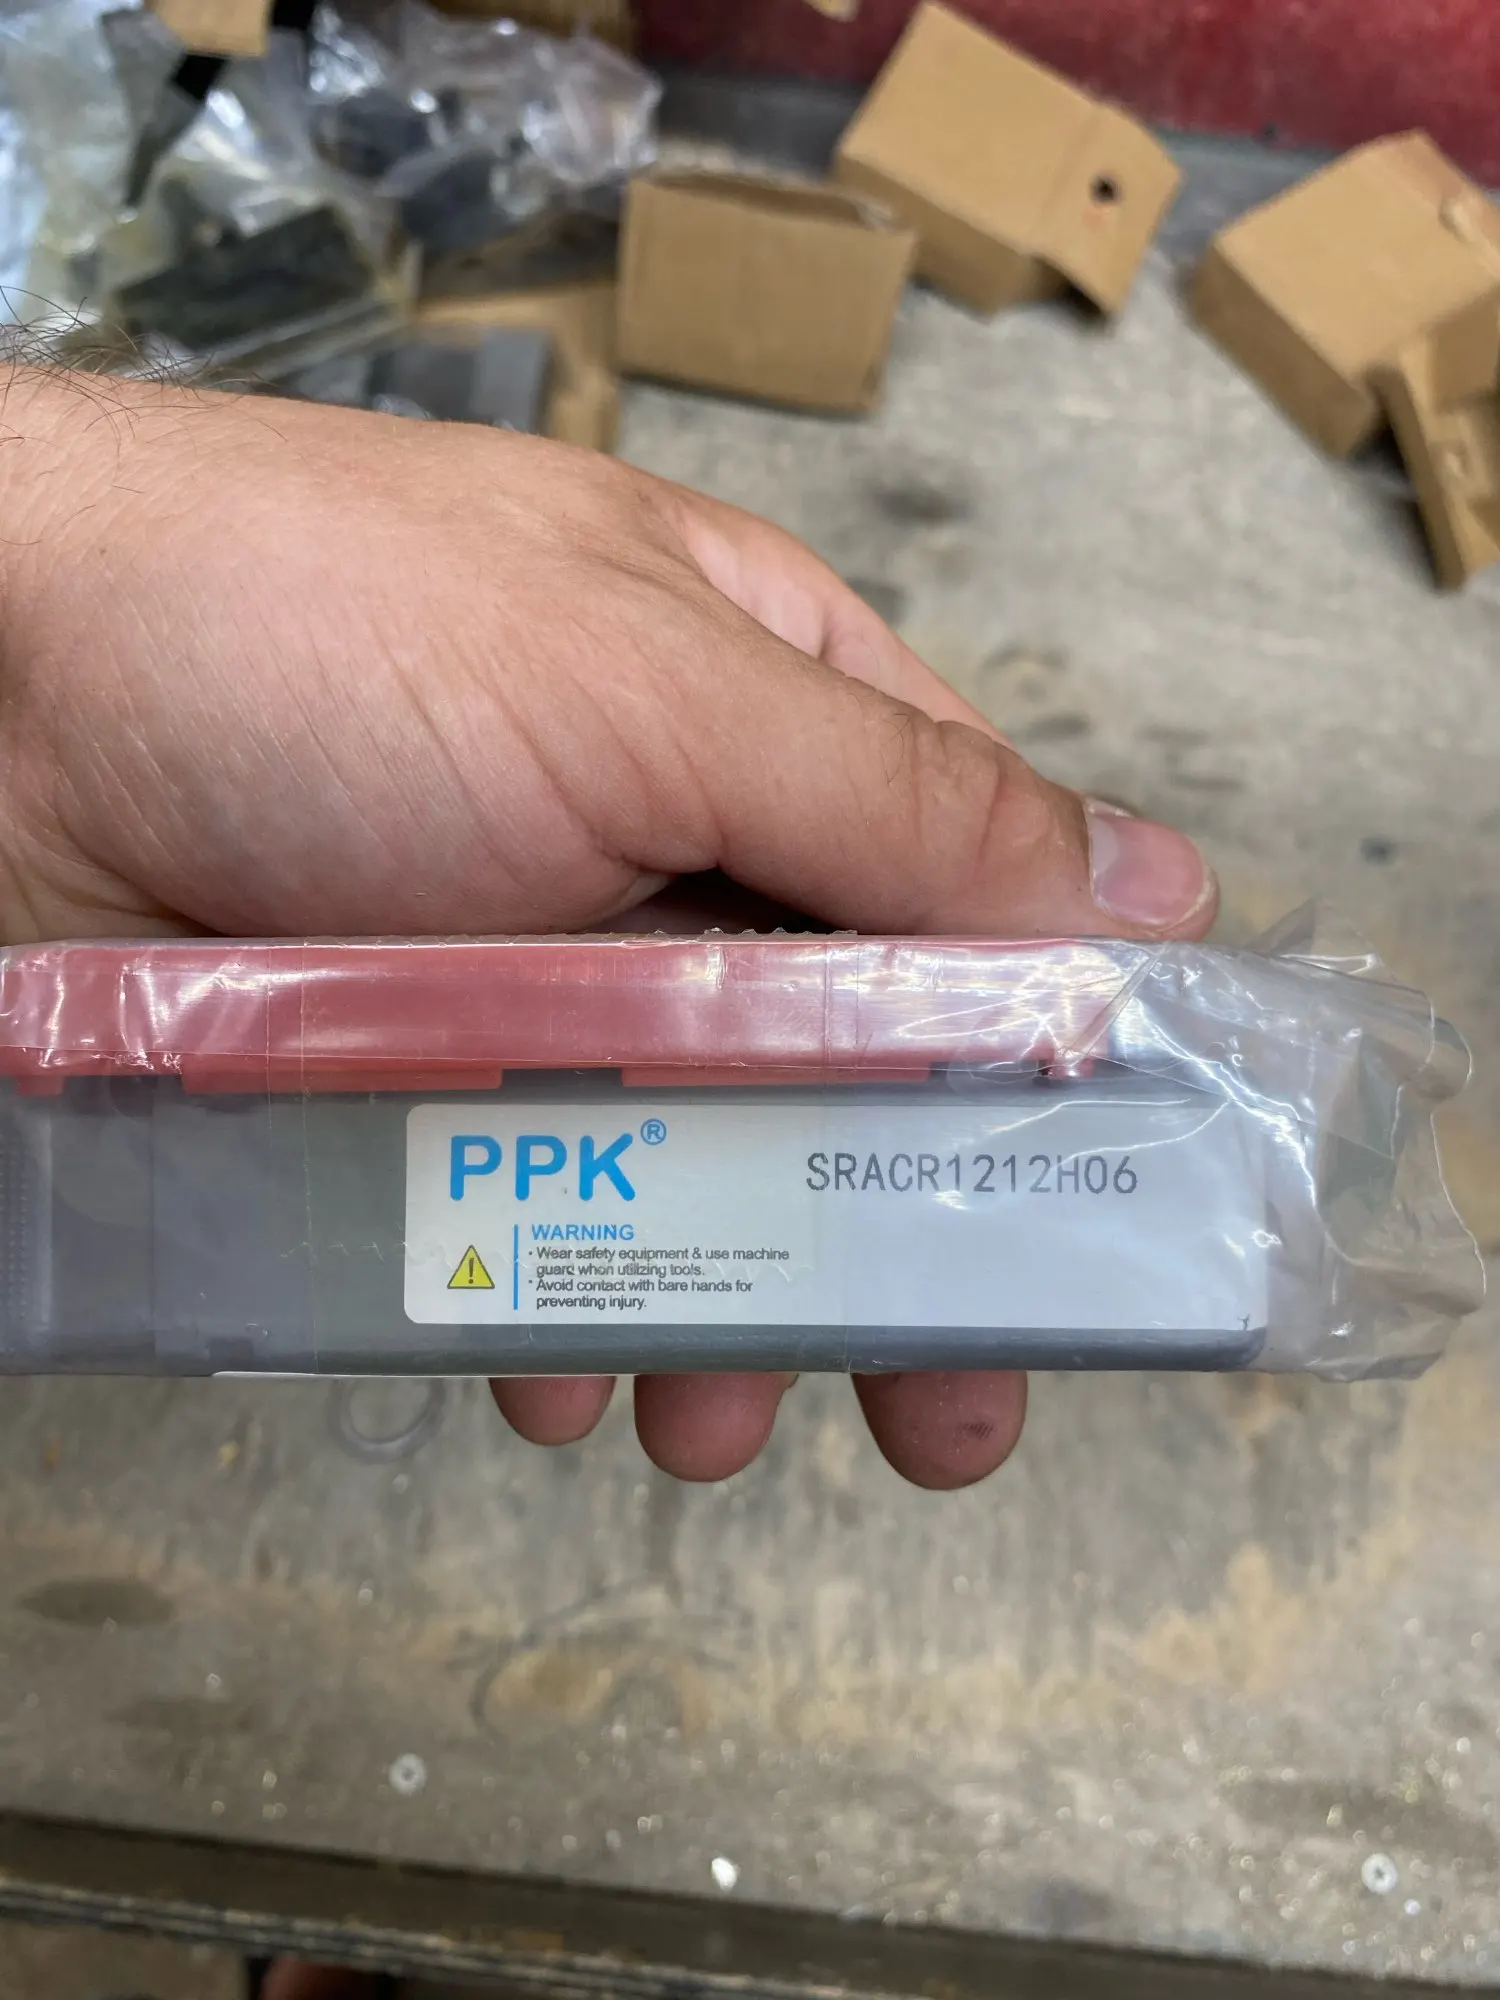 PPK®
SRACR1212H06
WARNING
• Wear safety equipment & use machine
guard when utilizing tools.
• Avoid contact with bare hands for
preventing injury.